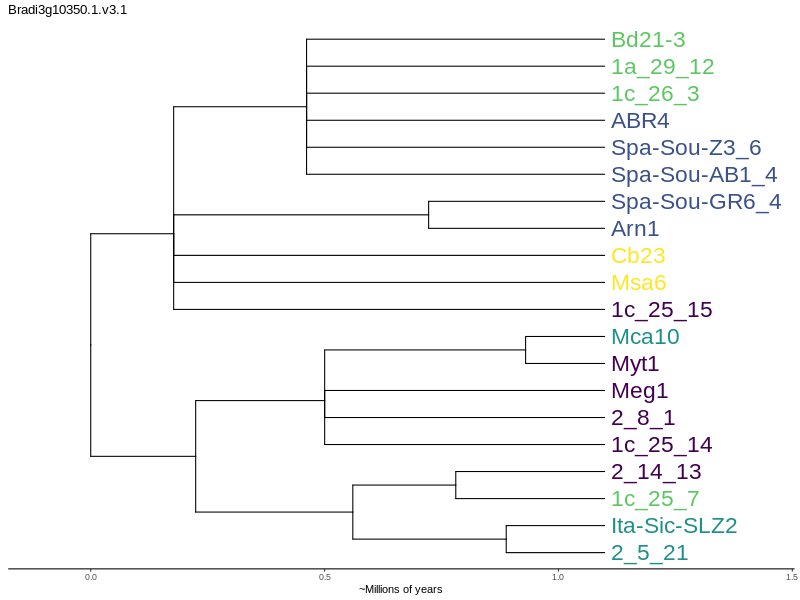 Bradi3g10350.1.v3.1
Bd21-3
1a_29_12
1c_26_3
ABR4
Spa-Sou-Z3_6
Spa-Sou-AB1_4
Spa-Sou-GR6_4
Arn1
Cb23
Msa6
1c_25_15
Mca10
Myt1
Meg1
2_8_1
1c_25_14
2_14_13
1c_25_7
Ita-Sic-SLZ2
2_5_21
0.0 0.5 1.0 1.5
~Millions of years